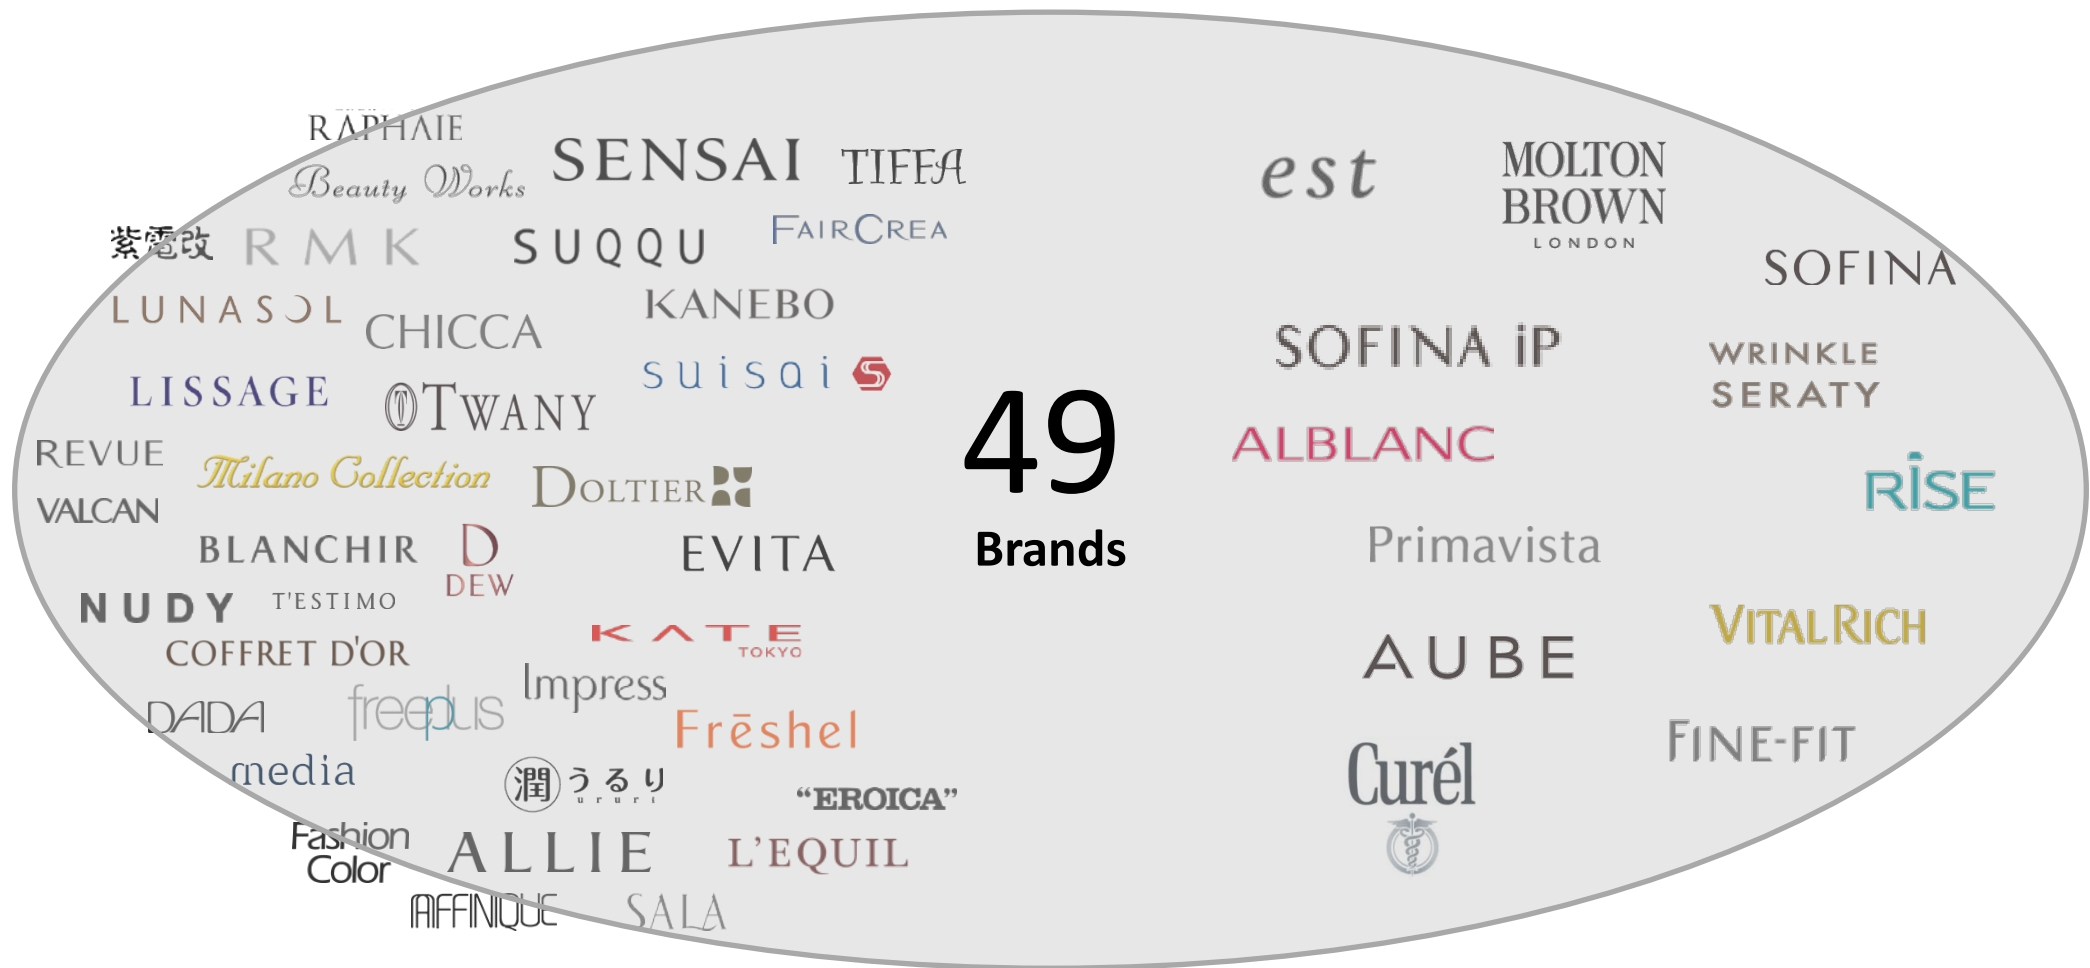 RAPHAIE
Beauty Works
SENSAI
TIFFA
紫電改
RMK
SUQQU
FAIRCREA
LUNASOL
CHICCA
KANEBO
LISSAGE
TWANY
suisai
REVUE
Milano Collection
DOLTIER
VALCAN
BLANCHIR
D
DEW
EVITA
NUDY
T'ESTIMO
COFFRET D'OR
KATE
TOKYO
Impress
DADA
freeplus
Frēshel
media
潤 うるり
ururi
"EROICA"
Fashion
Color
ALLIE
L'EQUIL
AFFINIQUE
SALA
49
Brands
est
MOLTON
BROWN
LONDON
SOFINA
SOFINA iP
WRINKLE
SERATY
ALBLANC
RISE
Primavista
VITALRICH
AUBE
FINE-FIT
Curél